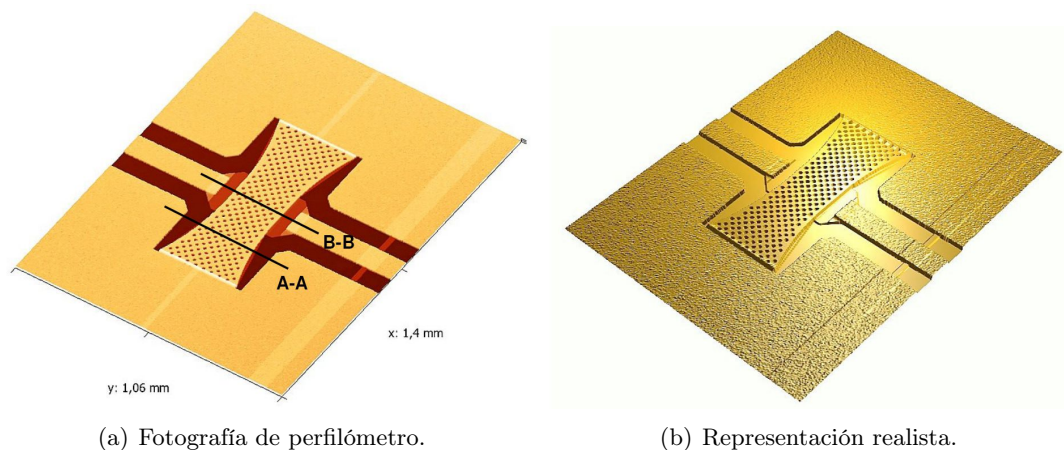 B-B
A-A
x: 1,4 mm
y: 1,06 mm
(a) Fotografía de perfilómetro.
(b) Representación realista.